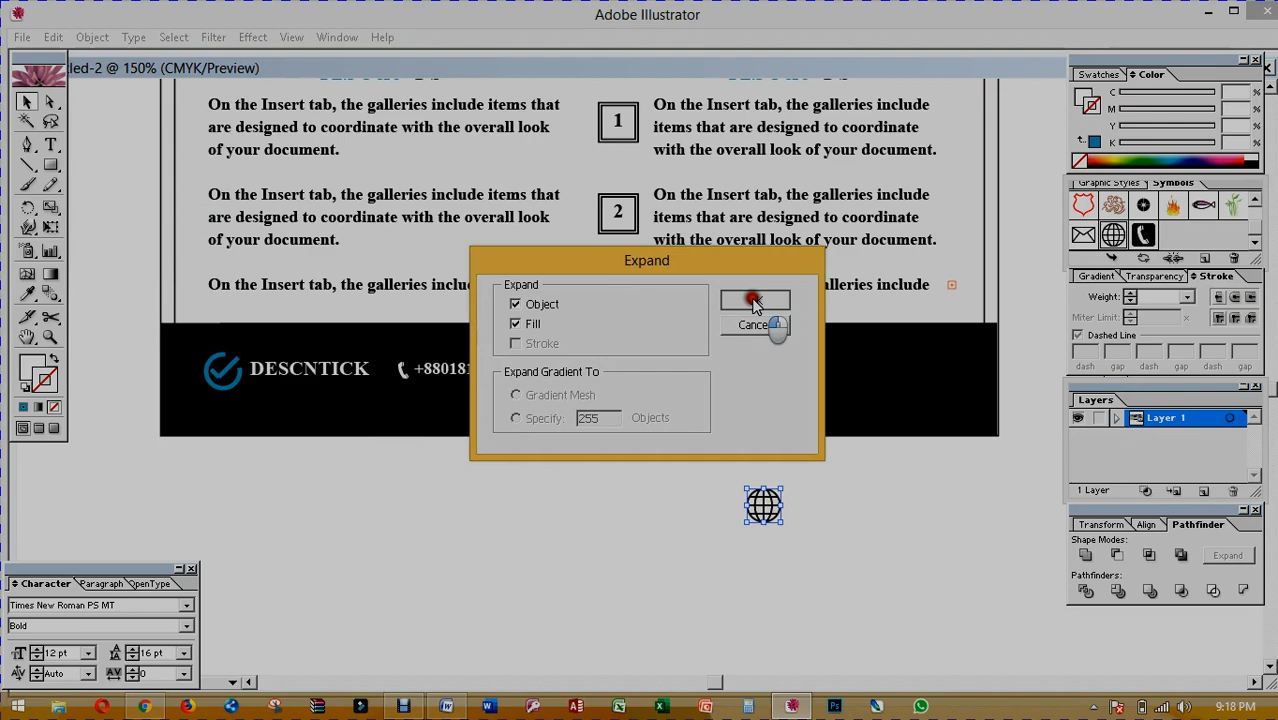 Adobe Illustrator
File Edit Object Type Select Filter Effect View Window Help
led-2 @ 150% (CMYK/Preview)
On the Insert tab, the galleries include items that
are designed to coordinate with the overall look
of your document.
1
On the Insert tab, the galleries include
items that are designed to coordinate
with the overall look of your document.
On the Insert tab, the galleries include items that
are designed to coordinate with the overall look
of your document.
2
On the Insert tab, the galleries include
items that are designed to coordinate
with the overall look of your document.
On the Insert tab, the galleries inclu
lleries include
DESCNTICK
+880181
Expand
Expand
Object
Fill
Stroke
Cance
Expand Gradient To
Gradient Mesh
Specify: 255 Objects
Swatches Color
C %
M %
Y %
K %
Graphic Styles Symbols
Gradient Transparency Stroke
Weight:
Miter Limit:
Dashed Line
dash gap dash gap dash gap
Layers
Layer 1
1 Layer
Transform Align Pathfinder
Shape Modes:
Expand
Pathfinders:
Character Paragraph OpenType
Times New Roman PS MT
Bold
12 pt 16 pt
Auto 0
9:18 PM